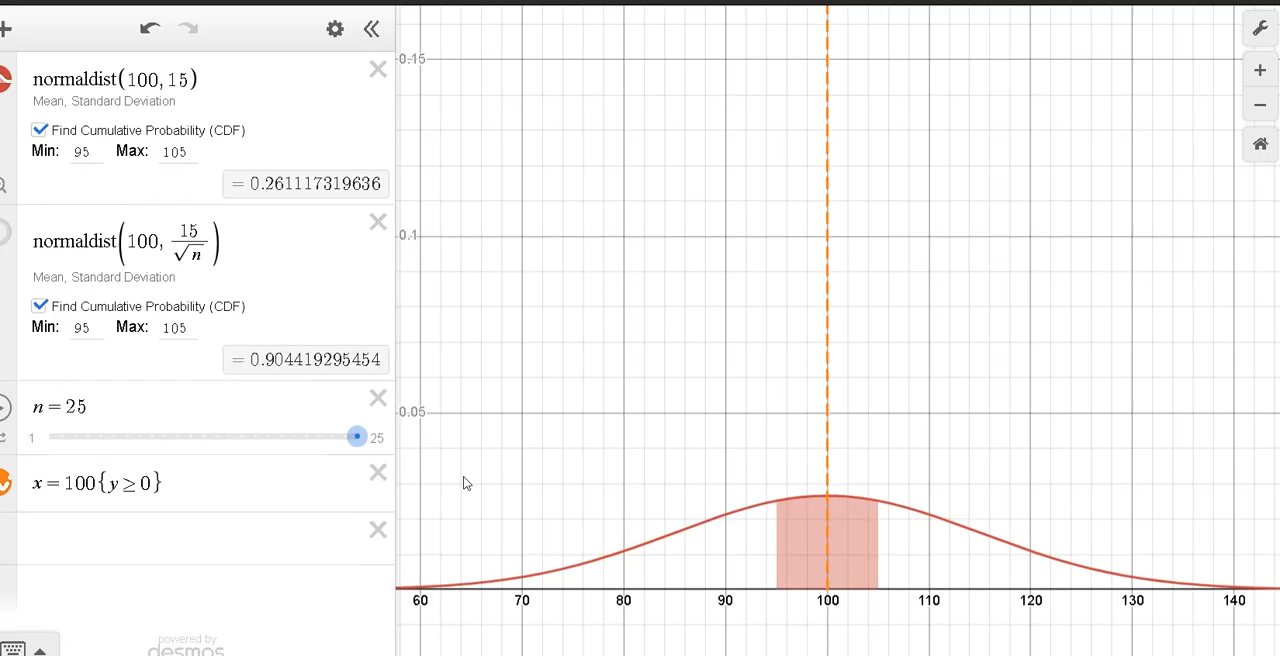 normaldist(100, 15)
Mean, Standard Deviation
Find Cumulative Probability (CDF)
Min: 95 Max: 105
= 0.261117319636
normaldist(100, 15/√n)
Mean, Standard Deviation
Find Cumulative Probability (CDF)
Min: 95 Max: 105
= 0.904419295454
n = 25
1 25
x = 100{y ≥ 0}
powered by
desmos
0.15
0.1
0.05
60 70 80 90 100 110 120 130 140